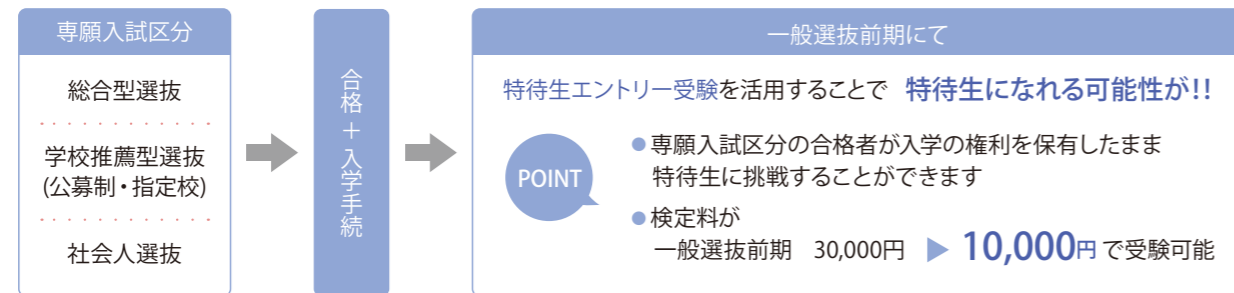 専願入試区分
総合型選抜
学校推薦型選抜
(公募制・指定校)
社会人選抜
合格＋入学手続
一般選抜前期にて
特待生エントリー受験を活用することで 特待生になれる可能性が!!
POINT
●専願入試区分の合格者が入学の権利を保有したまま
特待生に挑戦することができます
●検定料が
一般選抜前期 30,000円 ▶ 10,000円で受験可能